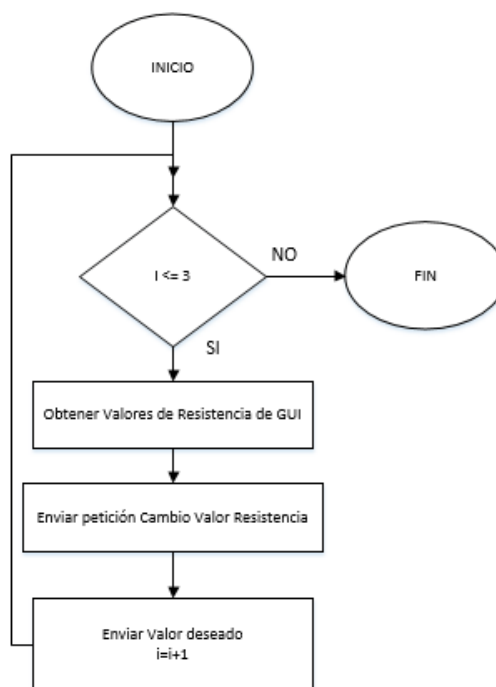 INICIO
I <= 3
NO
FIN
SI
Obtener Valores de Resistencia de GUI
Enviar petición Cambio Valor Resistencia
Enviar Valor deseado
i=i+1